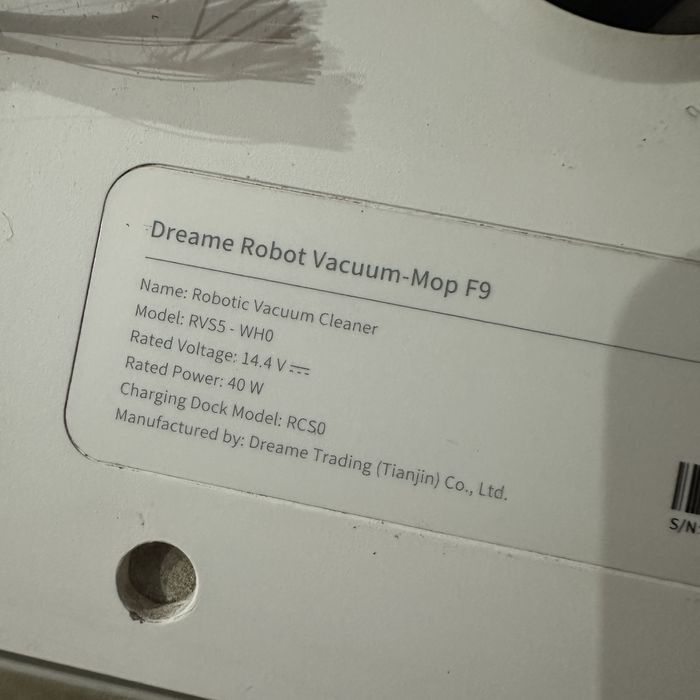 Dreame Robot Vacuum-Mop F9
Name: Robotic Vacuum Cleaner
Model: RVS5 - WH0
Rated Voltage: 14.4 V ⎓
Rated Power: 40 W
Charging Dock Model: RCS0
Manufactured by: Dreame Trading (Tianjin) Co., Ltd.
S/N: